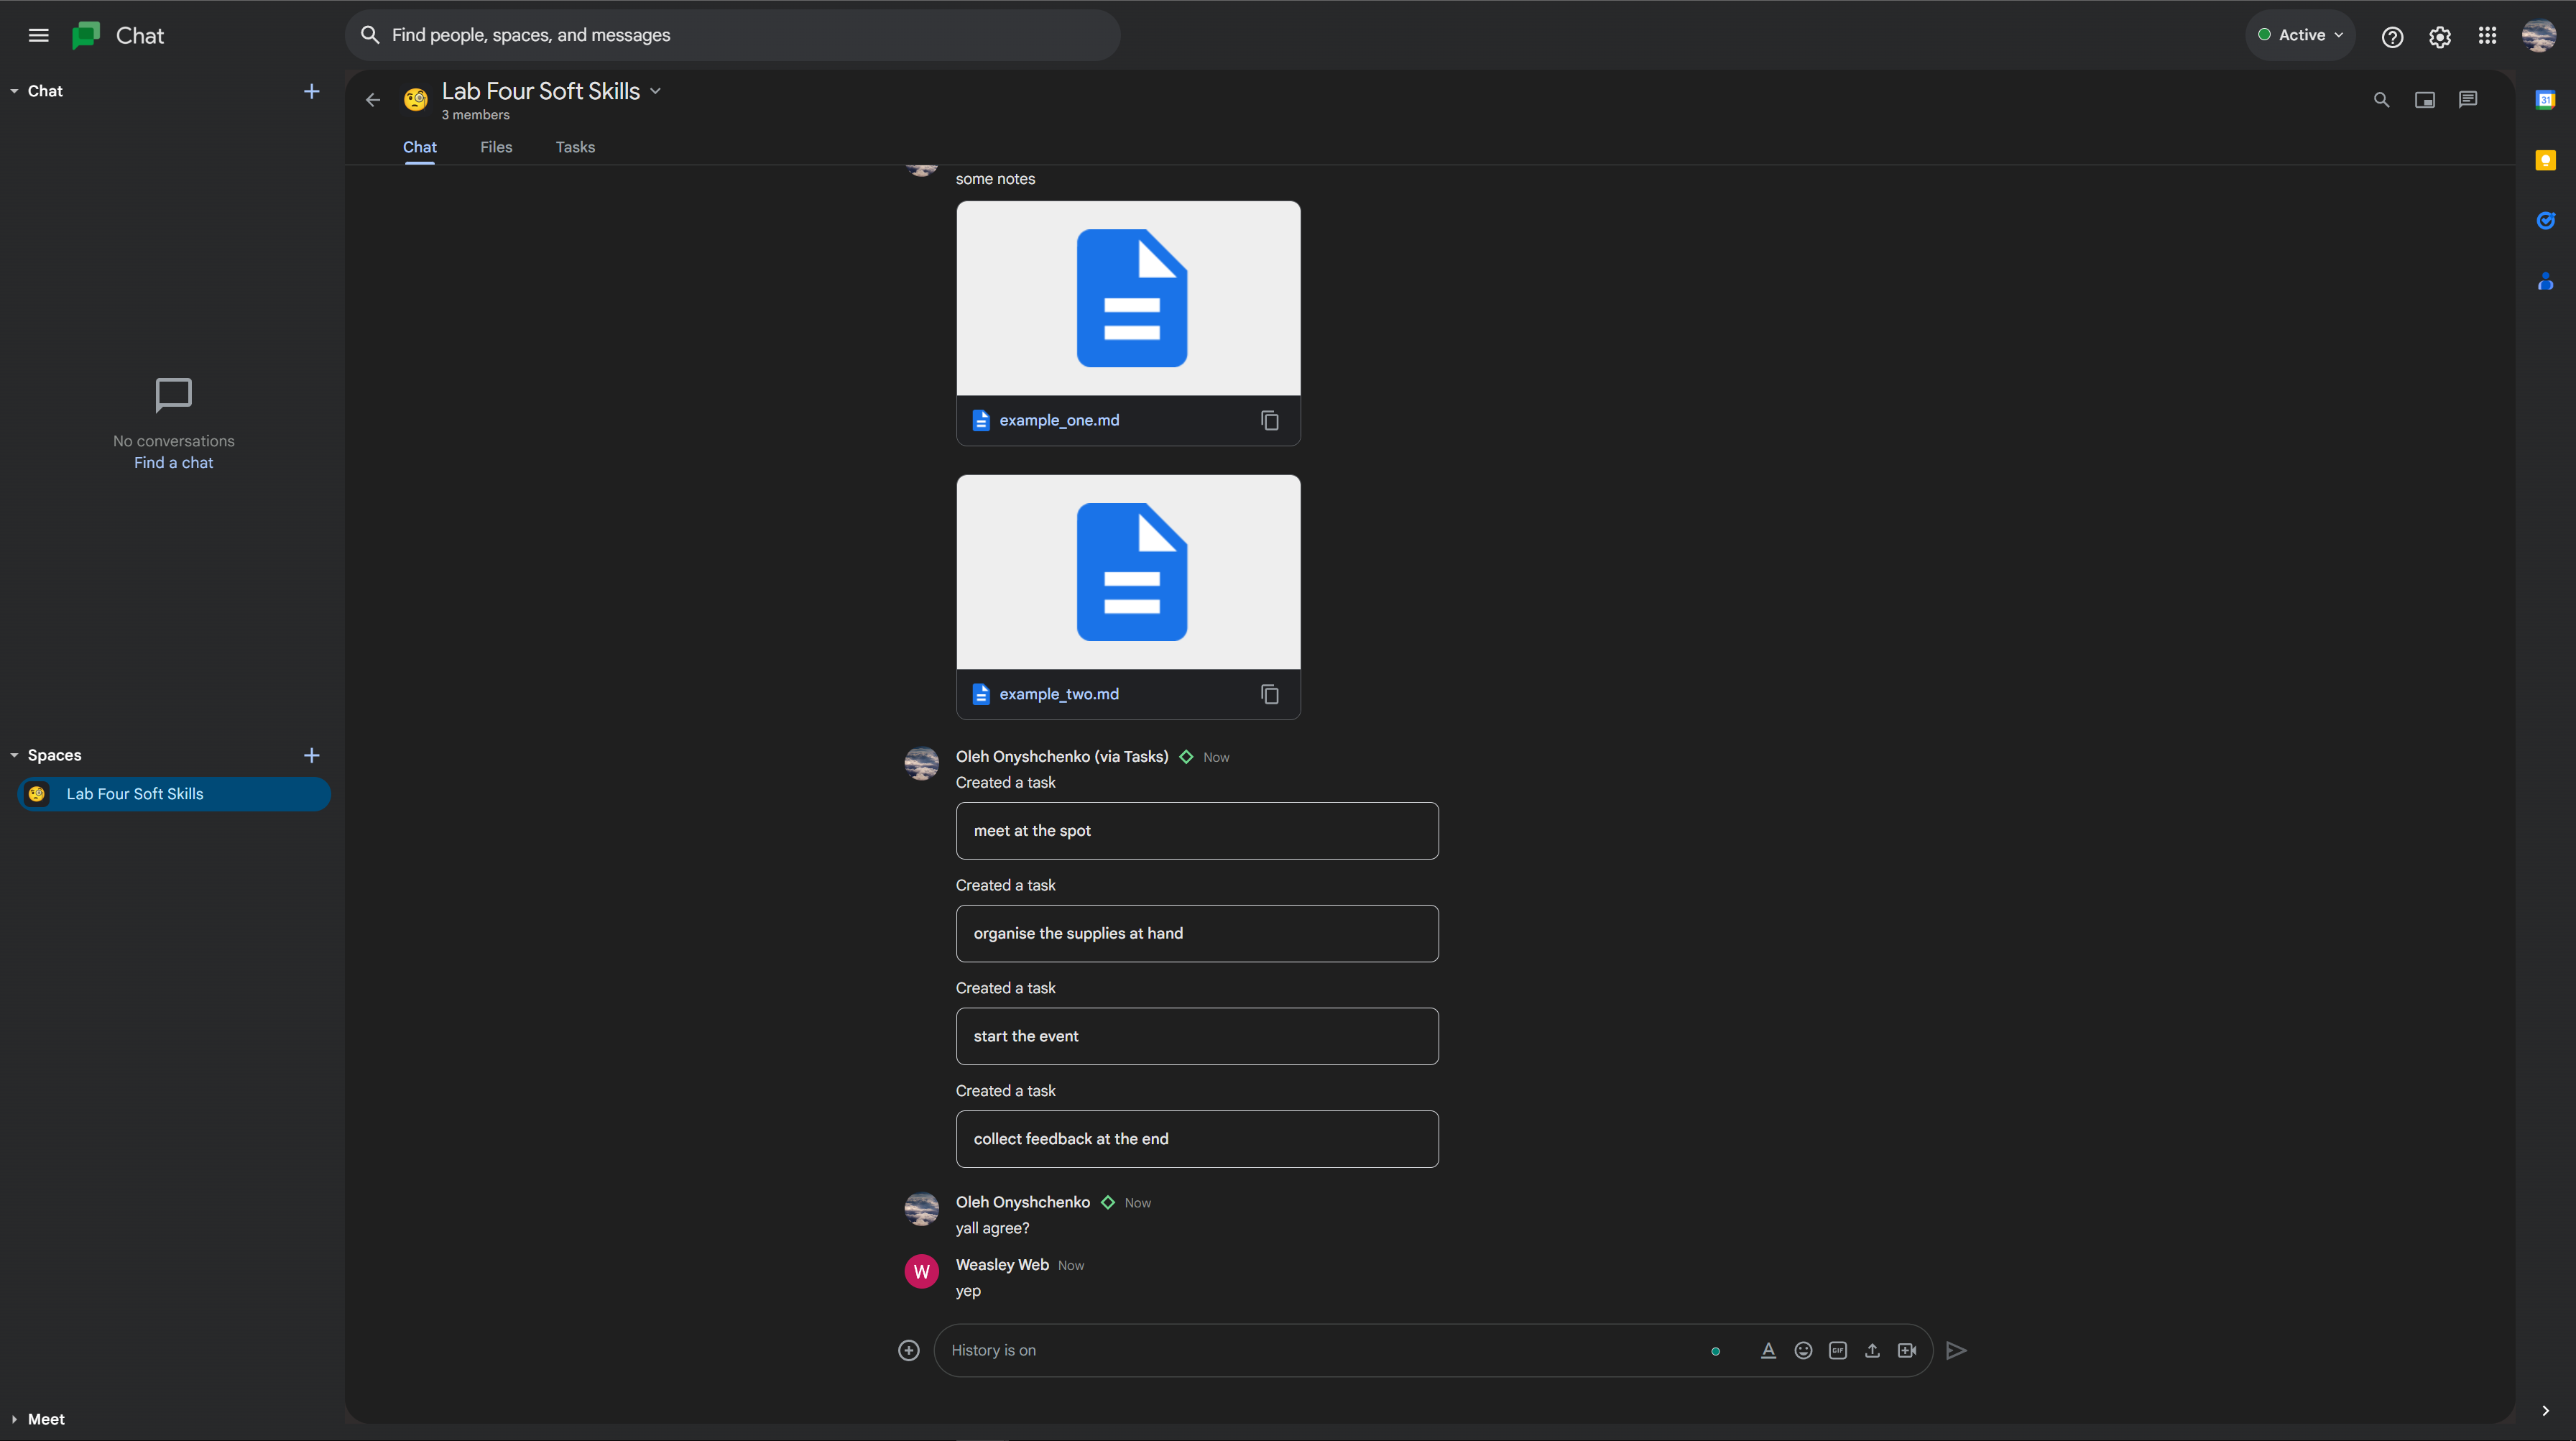 Chat
Find people, spaces, and messages
Active
Chat
No conversations
Find a chat
Spaces
Lab Four Soft Skills
Meet
Lab Four Soft Skills
3 members
Chat Files Tasks
some notes
example_one.md
example_two.md
Oleh Onyshchenko (via Tasks) Now
Created a task
meet at the spot
Created a task
organise the supplies at hand
Created a task
start the event
Created a task
collect feedback at the end
Oleh Onyshchenko Now
yall agree?
W
Weasley Web Now
yep
History is on
GIF
31